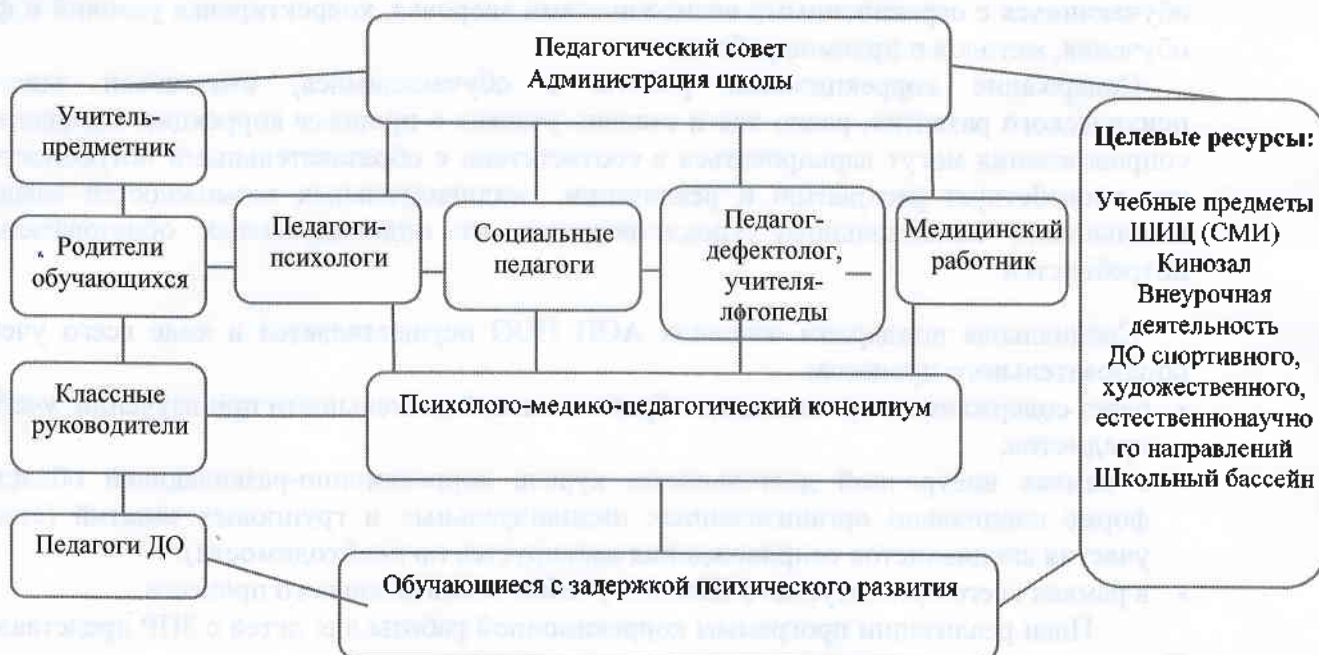 Педагогический совет
Администрация школы
Учитель-
предметник
Родители
обучающихся
Педагоги-
психологи
Социальные
педагоги
Педагог-
дефектолог,
учителя-
логопеды
Медицинский
работник
Целевые ресурсы:
Учебные предметы
ШИЦ (СМИ)
Кинозал
Внеурочная
деятельность
ДО спортивного,
художественного,
естественнонаучно
го направлений
Школьный бассейн
Классные
руководители
Психолого-медико-педагогический консилиум
Педагоги ДО
Обучающиеся с задержкой психического развития